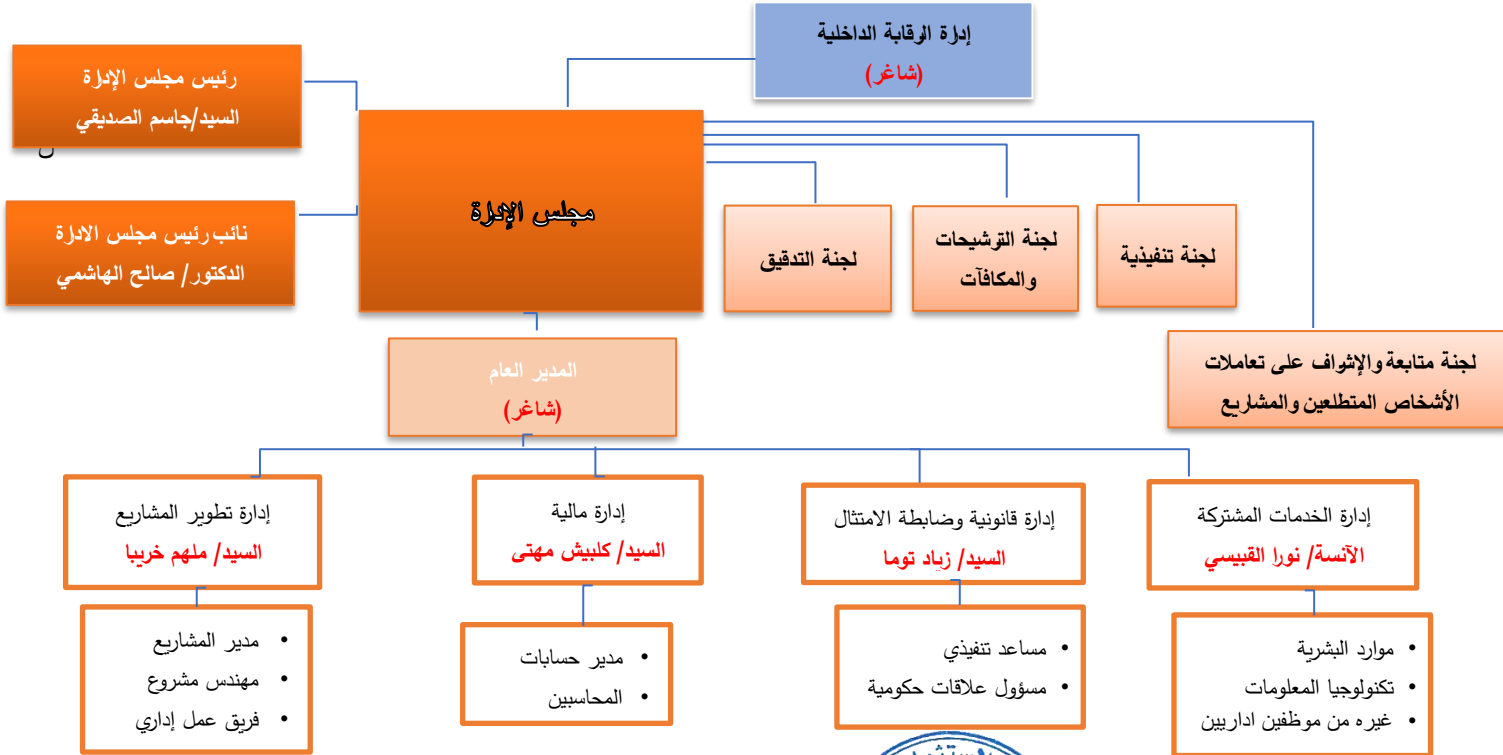 إدارة الرقابة الداخلية
(شاغر)
رئيس مجلس الإدارة
السيد/جاسم الصديقي
س
مجلس الإدارة
نائب رئيس مجلس الادارة
الدكتور/ صالح الهاشمي
لجنة تنفيذية
لجنة الترشيحات
والمكافآت
لجنة التدقيق
لجنة متابعة والإشراف على تعاملات
الأشخاص المتطلعين والمشاريع
المدير العام
(شاغر)
إدارة الخدمات المشتركة
الآنسة/ نورا القبيسي
إدارة قانونية وضابطة الامتثال
السيد/ زياد توما
إدارة مالية
السيد/ كلبيش مهتى
إدارة تطوير المشاريع
السيد/ ملهم خريبا
• موارد البشرية
• تكنولوجيا المعلومات
• غيره من موظفين اداريين
• مساعد تنفيذي
• مسؤول علاقات حكومية
• مدير حسابات
• المحاسبين
• مدير المشاريع
• مهندس مشروع
• فريق عمل إداري